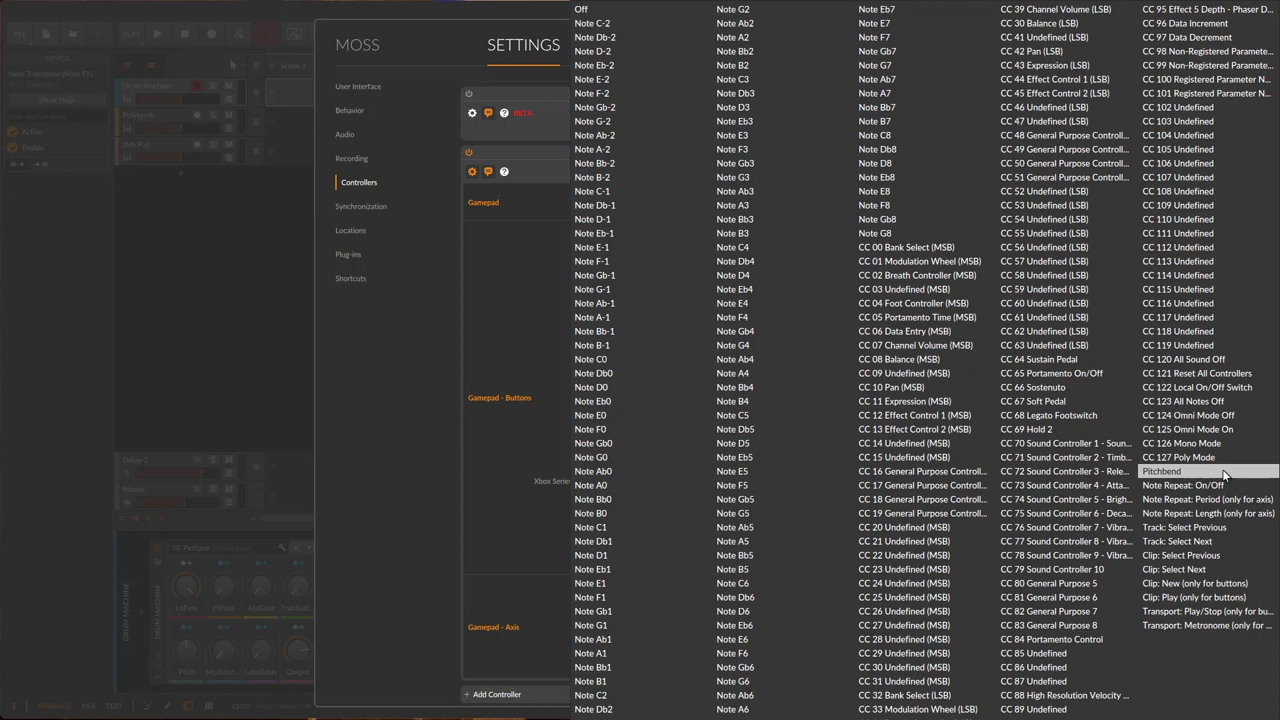 FILE
PLAY
DEVICE
Note Transpose (Note FX)
Show Help
Active
Enable
Drum Machine
Polysynth
Scene 1
Delay-2
Master
MOSS
SETTINGS
User Interface
Behavior
Audio
Recording
Controllers
Synchronization
Locations
Plug-ins
Shortcuts
BETA
Gamepad
Gamepad - Buttons
Xbox Series
Gamepad - Axis
+ Add Controller
DRUM MACHINE
DRUM MACHINE
Perform
LoPass
HiPass
Pitch
LateDelay
Output
ARRANGE
MIX
EDIT
Off
Note C-2
Note Db-2
Note D-2
Note Eb-2
Note E-2
Note F-2
Note Gb-2
Note G-2
Note Ab-2
Note A-2
Note Bb-2
Note B-2
Note C-1
Note Db-1
Note D-1
Note Eb-1
Note E-1
Note F-1
Note Gb-1
Note G-1
Note Ab-1
Note A-1
Note Bb-1
Note B-1
Note C0
Note Db0
Note D0
Note Eb0
Note E0
Note F0
Note Gb0
Note G0
Note Ab0
Note A0
Note Bb0
Note B0
Note C1
Note Db1
Note D1
Note Eb1
Note E1
Note F1
Note Gb1
Note G1
Note Ab1
Note A1
Note Bb1
Note B1
Note C2
Note Db2
Note G2
Note Ab2
Note A2
Note Bb2
Note B2
Note C3
Note Db3
Note D3
Note Eb3
Note E3
Note F3
Note Gb3
Note G3
Note Ab3
Note A3
Note Bb3
Note B3
Note C4
Note Db4
Note D4
Note Eb4
Note E4
Note F4
Note Gb4
Note G4
Note Ab4
Note A4
Note Bb4
Note B4
Note C5
Note Db5
Note D5
Note Eb5
Note E5
Note F5
Note Gb5
Note G5
Note Ab5
Note A5
Note Bb5
Note B5
Note C6
Note Db6
Note D6
Note Eb6
Note E6
Note F6
Note Gb6
Note G6
Note Ab6
Note A6
Note Eb7
Note E7
Note F7
Note Gb7
Note G7
Note Ab7
Note A7
Note Bb7
Note B7
Note C8
Note Db8
Note D8
Note Eb8
Note E8
Note F8
Note Gb8
Note G8
CC 00 Bank Select (MSB)
CC 01 Modulation Wheel (MSB)
CC 02 Breath Controller (MSB)
CC 03 Undefined (MSB)
CC 04 Foot Controller (MSB)
CC 05 Portamento Time (MSB)
CC 06 Data Entry (MSB)
CC 07 Channel Volume (MSB)
CC 08 Balance (MSB)
CC 09 Undefined (MSB)
CC 10 Pan (MSB)
CC 11 Expression (MSB)
CC 12 Effect Control 1 (MSB)
CC 13 Effect Control 2 (MSB)
CC 14 Undefined (MSB)
CC 15 Undefined (MSB)
CC 16 General Purpose Controll...
CC 17 General Purpose Controll...
CC 18 General Purpose Controll...
CC 19 General Purpose Controll...
CC 20 Undefined (MSB)
CC 21 Undefined (MSB)
CC 22 Undefined (MSB)
CC 23 Undefined (MSB)
CC 24 Undefined (MSB)
CC 25 Undefined (MSB)
CC 26 Undefined (MSB)
CC 27 Undefined (MSB)
CC 28 Undefined (MSB)
CC 29 Undefined (MSB)
CC 30 Undefined (MSB)
CC 31 Undefined (MSB)
CC 32 Bank Select (LSB)
CC 33 Modulation Wheel (LSB)
CC 39 Channel Volume (LSB)
CC 30 Balance (LSB)
CC 41 Undefined (LSB)
CC 42 Pan (LSB)
CC 43 Expression (LSB)
CC 44 Effect Control 1 (LSB)
CC 45 Effect Control 2 (LSB)
CC 46 Undefined (LSB)
CC 47 Undefined (LSB)
CC 48 General Purpose Controll...
CC 49 General Purpose Controll...
CC 50 General Purpose Controll...
CC 51 General Purpose Controll...
CC 52 Undefined (LSB)
CC 53 Undefined (LSB)
CC 54 Undefined (LSB)
CC 55 Undefined (LSB)
CC 56 Undefined (LSB)
CC 57 Undefined (LSB)
CC 58 Undefined (LSB)
CC 59 Undefined (LSB)
CC 60 Undefined (LSB)
CC 61 Undefined (LSB)
CC 62 Undefined (LSB)
CC 63 Undefined (LSB)
CC 64 Sustain Pedal
CC 65 Portamento On/Off
CC 66 Sostenuto
CC 67 Soft Pedal
CC 68 Legato Footswitch
CC 69 Hold 2
CC 70 Sound Controller 1 - Soun...
CC 71 Sound Controller 2 - Timb...
CC 72 Sound Controller 3 - Rele...
CC 73 Sound Controller 4 - Atta...
CC 74 Sound Controller 5 - Brigh...
CC 75 Sound Controller 6 - Deca...
CC 76 Sound Controller 7 - Vibra...
CC 77 Sound Controller 8 - Vibra...
CC 78 Sound Controller 9 - Vibra...
CC 79 Sound Controller 10
CC 80 General Purpose 5
CC 81 General Purpose 6
CC 82 General Purpose 7
CC 83 General Purpose 8
CC 84 Portamento Control
CC 85 Undefined
CC 86 Undefined
CC 87 Undefined
CC 88 High Resolution Velocity ...
CC 89 Undefined
CC 95 Effect 5 Depth - Phaser D...
CC 96 Data Increment
CC 97 Data Decrement
CC 98 Non-Registered Paramete...
CC 99 Non-Registered Paramete...
CC 100 Registered Parameter N...
CC 101 Registered Parameter N...
CC 102 Undefined
CC 103 Undefined
CC 104 Undefined
CC 105 Undefined
CC 106 Undefined
CC 107 Undefined
CC 108 Undefined
CC 109 Undefined
CC 110 Undefined
CC 111 Undefined
CC 112 Undefined
CC 113 Undefined
CC 114 Undefined
CC 115 Undefined
CC 116 Undefined
CC 117 Undefined
CC 118 Undefined
CC 119 Undefined
CC 120 All Sound Off
CC 121 Reset All Controllers
CC 122 Local On/Off Switch
CC 123 All Notes Off
CC 124 Omni Mode Off
CC 125 Omni Mode On
CC 126 Mono Mode
CC 127 Poly Mode
Pitchbend
Note Repeat: On/Off
Note Repeat: Period (only for axis)
Note Repeat: Length (only for axis)
Track: Select Previous
Track: Select Next
Clip: Select Previous
Clip: Select Next
Clip: New (only for buttons)
Clip: Play (only for buttons)
Transport: Play/Stop (only for bu...
Transport: Metronome (only for ...